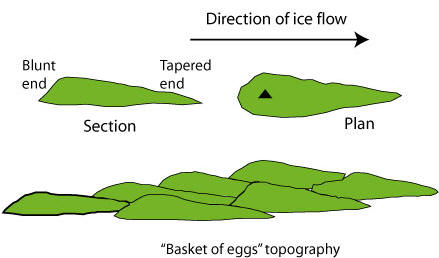 Direction of ice flow
Blunt
end
Tapered
end
Section
Plan
“Basket of eggs” topography